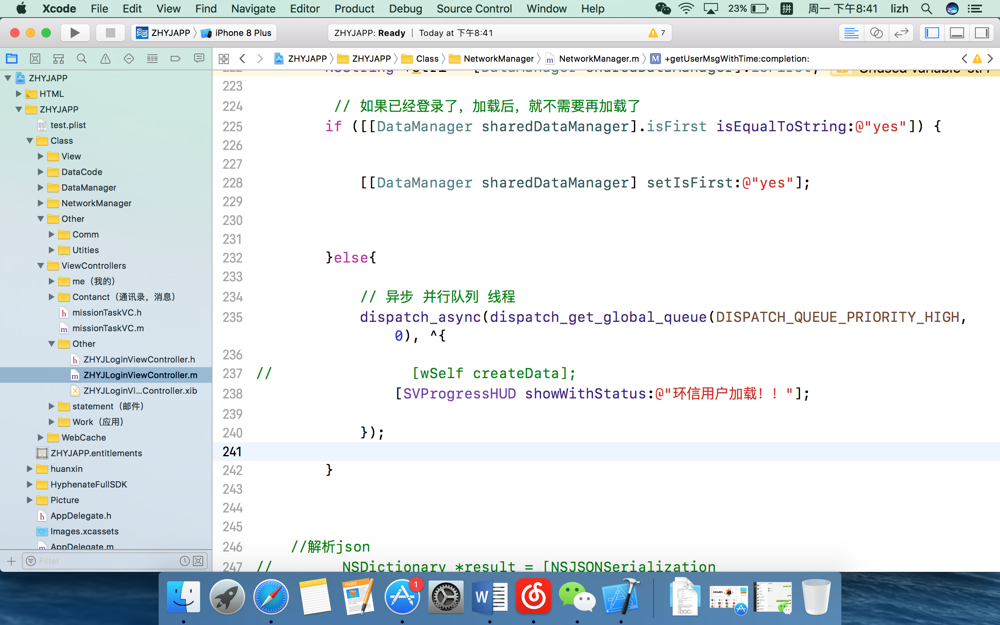 Xcode File Edit View Find Navigate Editor Product Debug Source Control Window Help 23% 拼 周一 下午8:41 lizh
ZHYJAPP iPhone 8 Plus ZHYJAPP: Ready | Today at 下午8:41 7
ZHYJAPP ZHYJAPP Class NetworkManager m NetworkManager.m M +getUserMsgWithTime:completion:
ZHYJAPP
HTML
ZHYJAPP
test.plist
Class
View
DataCode
DataManager
NetworkManager
Other
Comm
Utities
ViewControllers
me（我的）
Contanct（通讯录，消息）
h missionTaskVC.h
m missionTaskVC.m
Other
h ZHYJLoginViewController.h
m ZHYJLoginViewController.m
ZHYJLoginVi...Controller.xib
statement（邮件）
Work（应用）
WebCache
ZHYJAPP.entitlements
huanxin
HyphenateFullSDK
Picture
h AppDelegate.h
Images.xcassets
m AppDelegate.m
Filter
223
224 // 如果已经登录了，加载后，就不需要再加载了
225 if ([[DataManager sharedDataManager].isFirst isEqualToString:@"yes"]) {
226
227
228 [[DataManager sharedDataManager] setIsFirst:@"yes"];
229
230
231
232 }else{
233
234 // 异步 并行队列 线程
235 dispatch_async(dispatch_get_global_queue(DISPATCH_QUEUE_PRIORITY_HIGH,
0), ^{
236
237 // [wSelf createData];
238 [SVProgressHUD showWithStatus:@"环信用户加载！！"];
239
240 });
241
242 }
243
244
245
246 //解析json
247 // NSDictionary *result = [NSJSONSerialization
PAGES
1
W
DOC